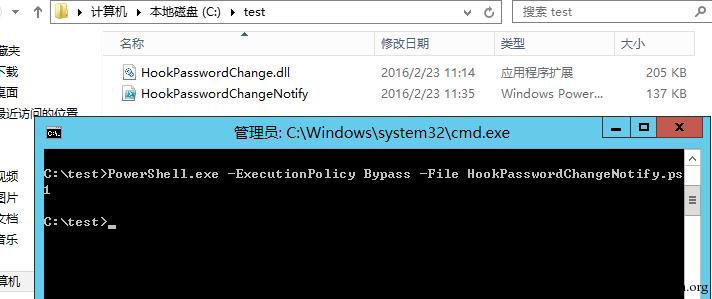 计算机 ▸ 本地磁盘 (C:) ▸ test
搜索 test
名称 修改日期 类型 大小
HookPasswordChange.dll 2016/2/23 11:14 应用程序扩展 205 KB
HookPasswordChangeNotify 2016/2/23 11:35 Windows Power... 137 KB
藏夹
下载
桌面
最近访问的位置
视频
图片
文档
音乐
计算机
管理员: C:\Windows\system32\cmd.exe
C:\test>PowerShell.exe -ExecutionPolicy Bypass -File HookPasswordChangeNotify.ps
1
C:\test>_
.org